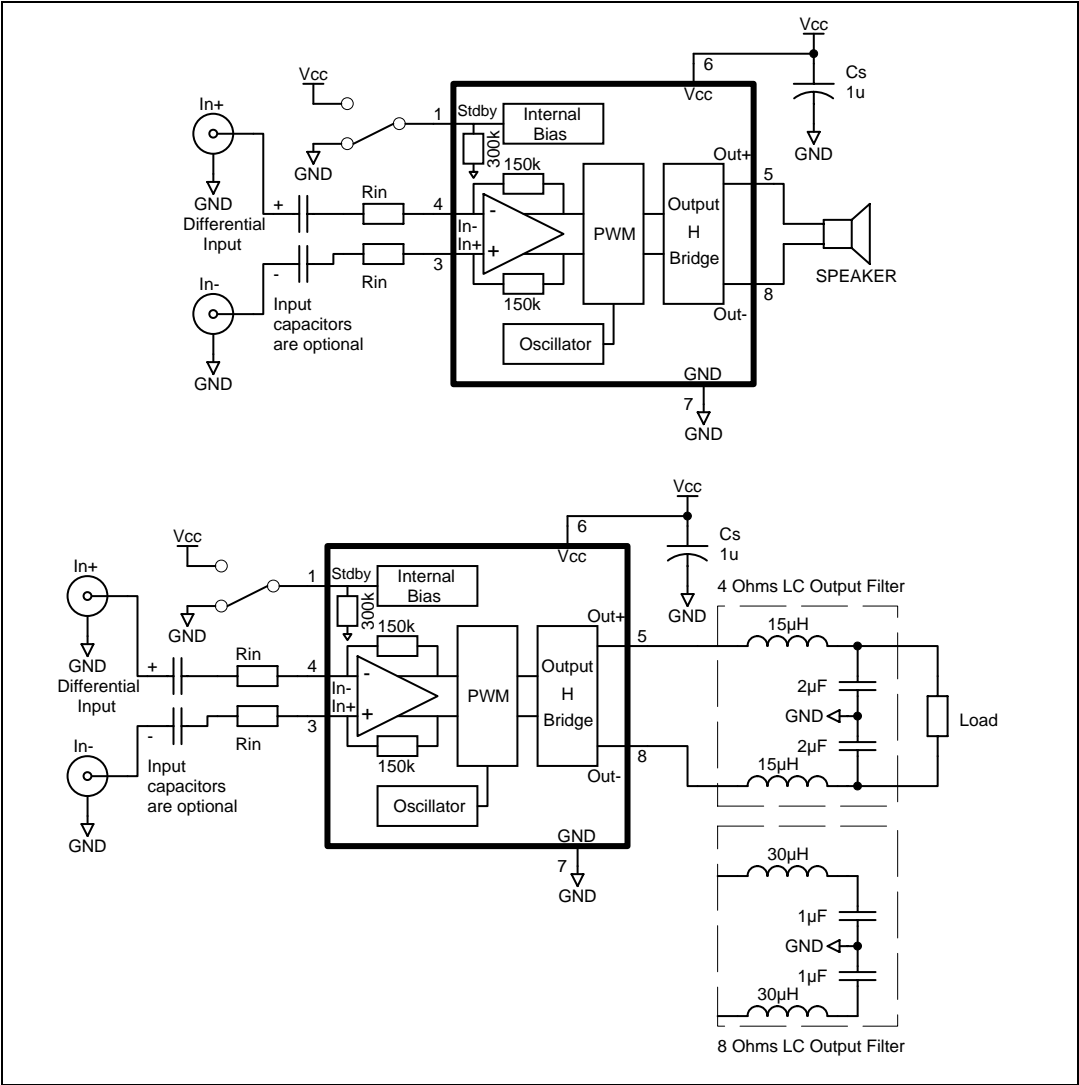 Vcc
6
Vcc
Cs
1u
GND
Vcc
In+
1
Stdby
Internal
Bias
300k
GND
GND
Differential
Input
+
Rin
4
150k
-
In-
In+
+
PWM
Output
H
Bridge
Out+
5
SPEAKER
-
Rin
3
150k
8
Out-
In-
Input
capacitors
are optional
Oscillator
GND
GND
7
GND
Vcc
6
Vcc
Cs
1u
GND
Vcc
In+
1
Stdby
Internal
Bias
300k
GND
GND
Differential
Input
+
Rin
4
150k
-
In-
In+
+
PWM
Output
H
Bridge
Out+
5
4 Ohms LC Output Filter
15µH
2µF
GND
2µF
15µH
Load
-
Rin
3
150k
8
Out-
In-
Input
capacitors
are optional
Oscillator
GND
GND
7
GND
30µH
1µF
GND
1µF
30µH
8 Ohms LC Output Filter